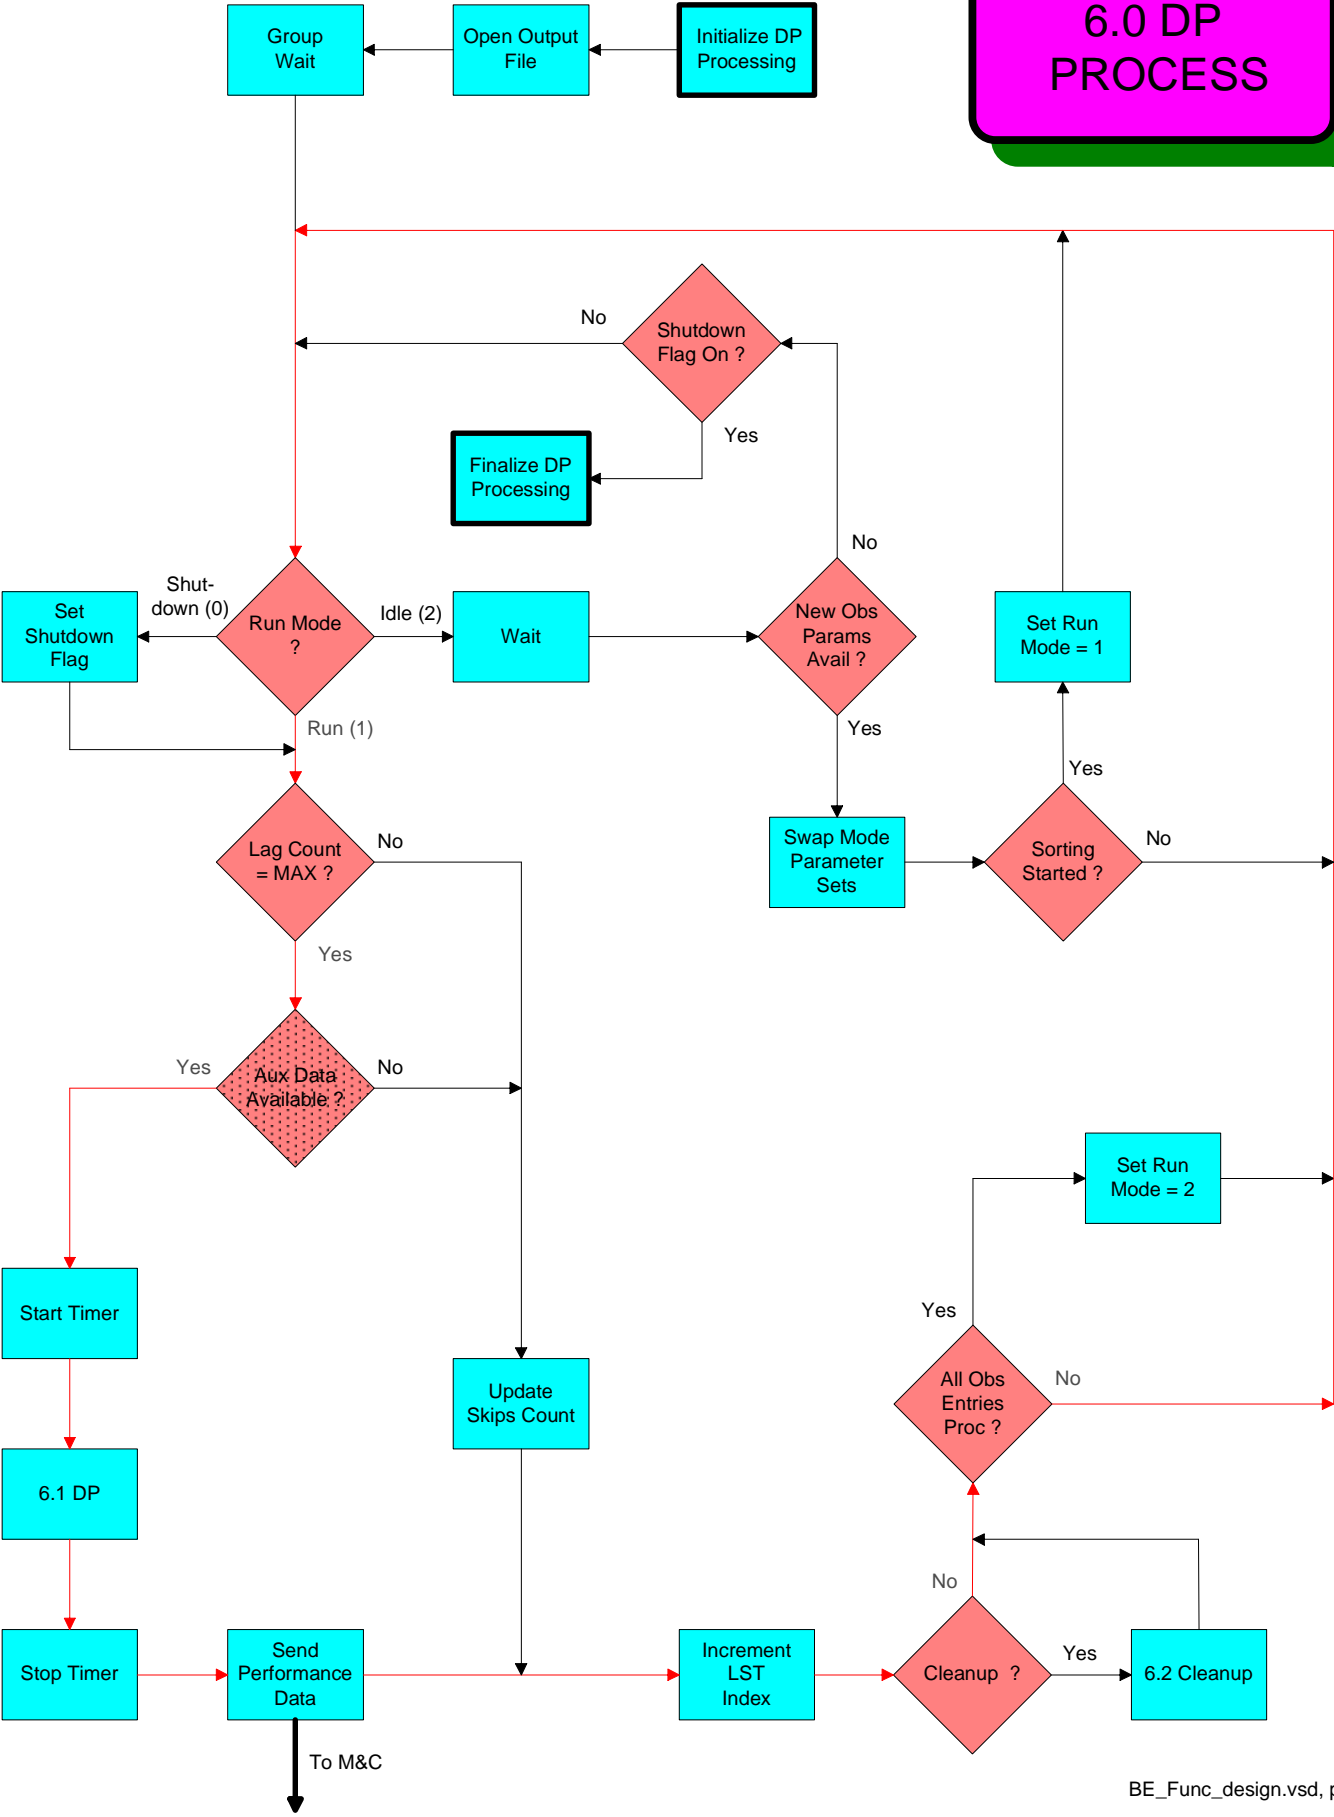 6.0 DP
PROCESS
Group
Wait
Open Output
File
Initialize DP
Processing
No
Shutdown
Flag On ?
Yes
Finalize DP
Processing
No
Shut-
down (0)
Set
Shutdown
Flag
Run Mode
?
Idle (2)
Wait
New Obs
Params
Avail ?
Set Run
Mode = 1
Run (1)
Yes
Yes
Lag Count
= MAX ?
No
Swap Mode
Parameter
Sets
Sorting
Started ?
No
Yes
Yes
Aux Data
Available ?
No
Set Run
Mode = 2
Start Timer
Yes
Update
Skips Count
All Obs
Entries
Proc ?
No
6.1 DP
No
Stop Timer
Send
Performance
Data
Increment
LST
Index
Cleanup ?
Yes
6.2 Cleanup
To M&C
BE_Func_design.vsd, p